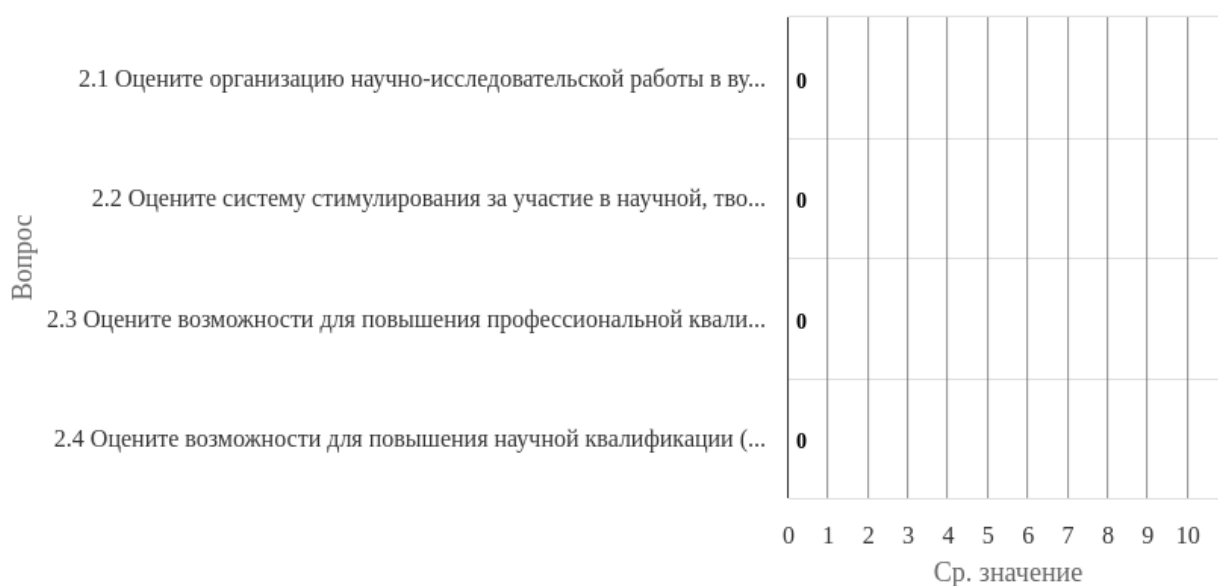 2.1 Оцените организацию научно-исследовательской работы в ву...
0
2.2 Оцените систему стимулирования за участие в научной, тво...
0
Вопрос
2.3 Оцените возможности для повышения профессиональной квали...
0
2.4 Оцените возможности для повышения научной квалификации (...
0
0 1 2 3 4 5 6 7 8 9 10
Ср. значение